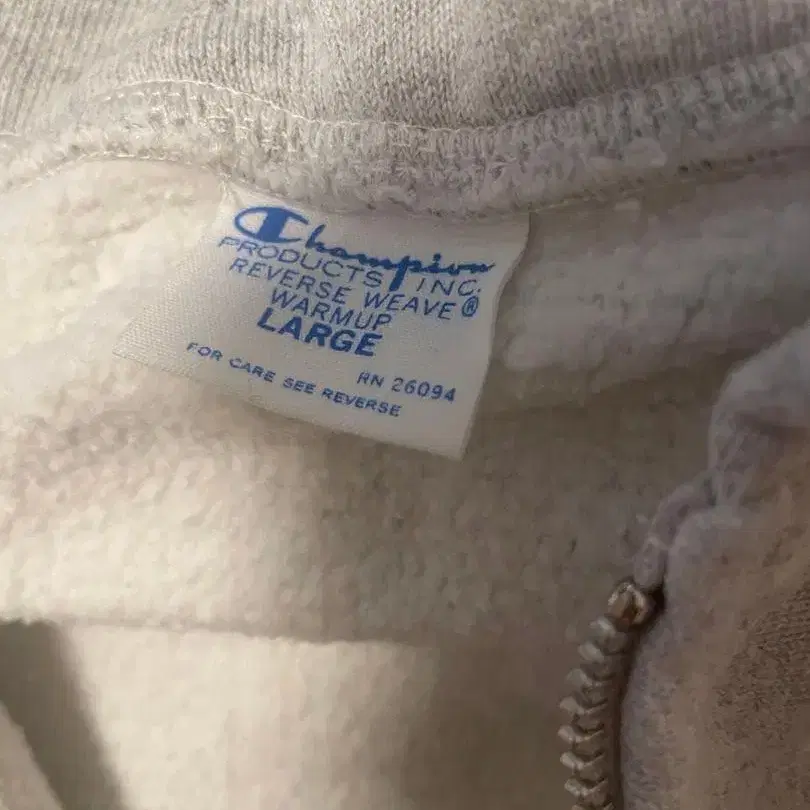 Champion
PRODUCTS INC.
REVERSE WEAVE®
WARMUP
LARGE
RN 26094
FOR CARE SEE REVERSE